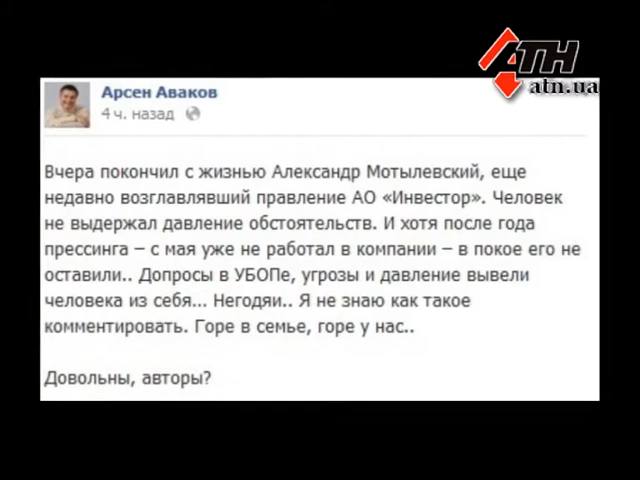 АТН
atn.ua
Арсен Аваков
4 ч. назад
Вчера покончил с жизнью Александр Мотылевский, еще
недавно возглавлявший правление АО «Инвестор». Человек
не выдержал давление обстоятельств. И хотя после года
прессинга – с мая уже не работал в компании – в покое его не
оставили.. Допросы в УБОПе, угрозы и давление вывели
человека из себя... Негодяи.. Я не знаю как такое
комментировать. Горе в семье, горе у нас..
Довольны, авторы?